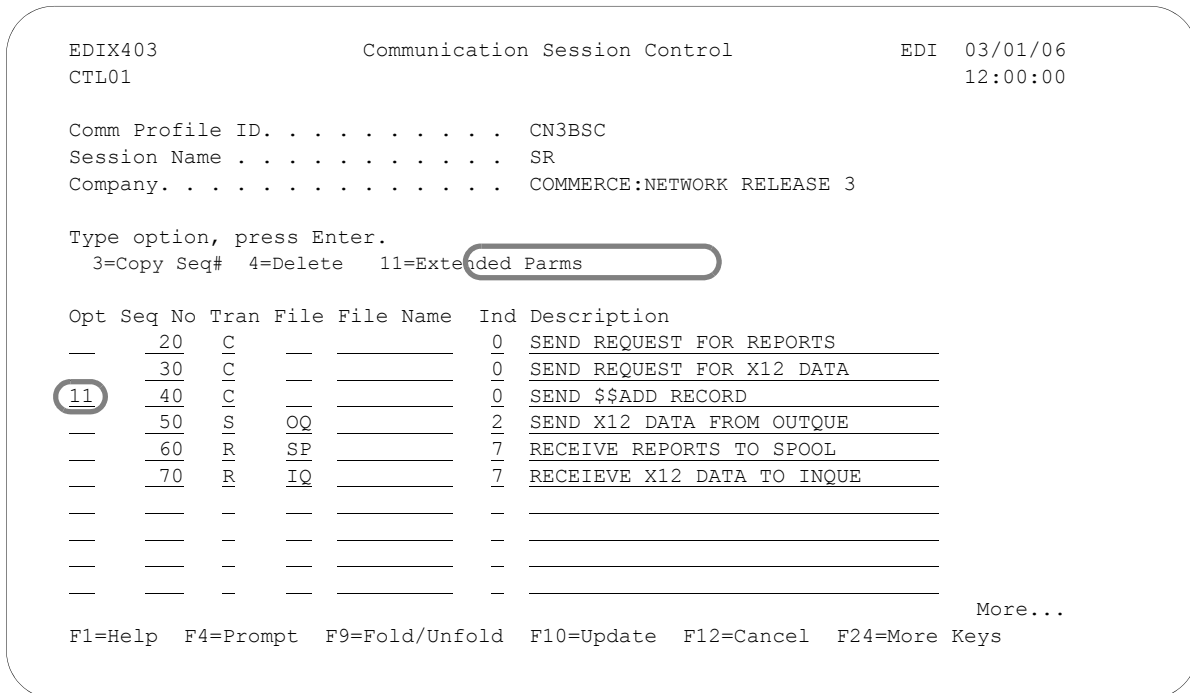 EDIX403 Communication Session Control EDI 03/01/06
CTL01 12:00:00
Comm Profile ID. . . . . . . . . . CN3BSC
Session Name . . . . . . . . . . . SR
Company. . . . . . . . . . . . . . COMMERCE:NETWORK RELEASE 3
Type option, press Enter.
3=Copy Seq# 4=Delete 11=Extended Parms
Opt Seq No Tran File File Name Ind Description
20 C 0 SEND REQUEST FOR REPORTS
30 C 0 SEND REQUEST FOR X12 DATA
11 40 C 0 SEND $$ADD RECORD
50 S OQ 2 SEND X12 DATA FROM OUTQUE
60 R SP 7 RECEIVE REPORTS TO SPOOL
70 R IQ 7 RECEIEVE X12 DATA TO INQUE
More...
F1=Help F4=Prompt F9=Fold/Unfold F10=Update F12=Cancel F24=More Keys